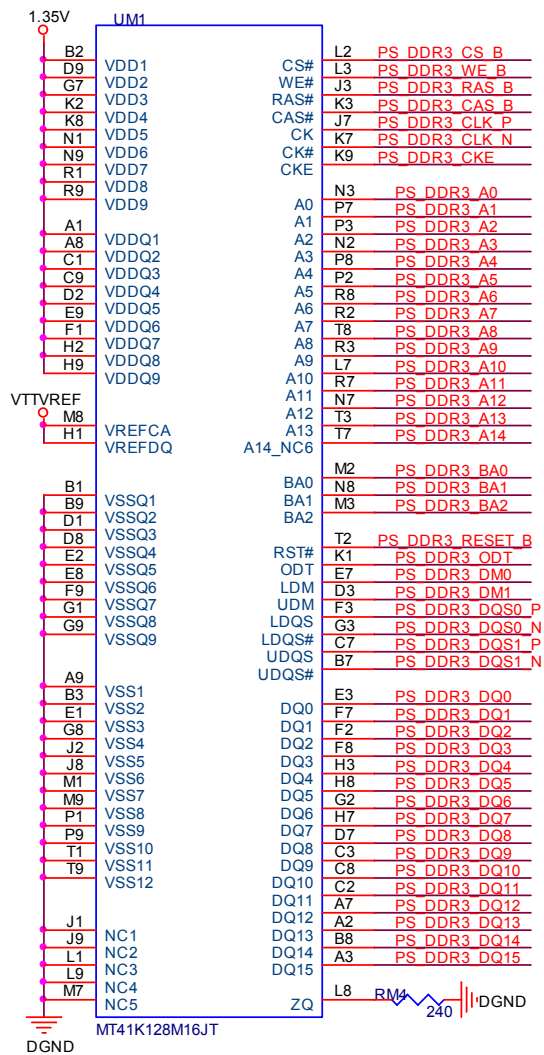 1.35V
UM1
B2 VDD1
D9 VDD2
G7 VDD3
K2 VDD4
K8 VDD5
N1 VDD6
N9 VDD7
R1 VDD8
R9 VDD9
A1 VDDQ1
A8 VDDQ2
C1 VDDQ3
C9 VDDQ4
D2 VDDQ5
E9 VDDQ6
F1 VDDQ7
H2 VDDQ8
H9 VDDQ9
VTTVREF
M8 VREFCA
H1 VREFDQ
B1 VSSQ1
B9 VSSQ2
D1 VSSQ3
D8 VSSQ4
E2 VSSQ5
E8 VSSQ6
F9 VSSQ7
G1 VSSQ8
G9 VSSQ9
A9 VSS1
B3 VSS2
E1 VSS3
G8 VSS4
J2 VSS5
J8 VSS6
M1 VSS7
M9 VSS8
P1 VSS9
P9 VSS10
T1 VSS11
T9 VSS12
J1 NC1
J9 NC2
L1 NC3
L9 NC4
M7 NC5
DGND
CS# L2 PS_DDR3_CS_B
WE# L3 PS_DDR3_WE_B
RAS# J3 PS_DDR3_RAS_B
CAS# K3 PS_DDR3_CAS_B
CK J7 PS_DDR3_CLK_P
CK# K7 PS_DDR3_CLK_N
CKE K9 PS_DDR3_CKE
A0 N3 PS_DDR3_A0
A1 P7 PS_DDR3_A1
A2 P3 PS_DDR3_A2
A3 N2 PS_DDR3_A3
A4 P8 PS_DDR3_A4
A5 P2 PS_DDR3_A5
A6 R8 PS_DDR3_A6
A7 R2 PS_DDR3_A7
A8 T8 PS_DDR3_A8
A9 R3 PS_DDR3_A9
A10 L7 PS_DDR3_A10
A11 R7 PS_DDR3_A11
A12 N7 PS_DDR3_A12
A13 T3 PS_DDR3_A13
A14_NC6 T7 PS_DDR3_A14
BA0 M2 PS_DDR3_BA0
BA1 N8 PS_DDR3_BA1
BA2 M3 PS_DDR3_BA2
RST# T2 PS_DDR3_RESET_B
ODT K1 PS_DDR3_ODT
LDM E7 PS_DDR3_DM0
UDM D3 PS_DDR3_DM1
LDQS F3 PS_DDR3_DQS0_P
LDQS# G3 PS_DDR3_DQS0_N
UDQS C7 PS_DDR3_DQS1_P
UDQS# B7 PS_DDR3_DQS1_N
DQ0 E3 PS_DDR3_DQ0
DQ1 F7 PS_DDR3_DQ1
DQ2 F2 PS_DDR3_DQ2
DQ3 F8 PS_DDR3_DQ3
DQ4 H3 PS_DDR3_DQ4
DQ5 H8 PS_DDR3_DQ5
DQ6 G2 PS_DDR3_DQ6
DQ7 H7 PS_DDR3_DQ7
DQ8 D7 PS_DDR3_DQ8
DQ9 C3 PS_DDR3_DQ9
DQ10 C8 PS_DDR3_DQ10
DQ11 C2 PS_DDR3_DQ11
DQ12 A7 PS_DDR3_DQ12
DQ13 A2 PS_DDR3_DQ13
DQ14 B8 PS_DDR3_DQ14
DQ15 A3 PS_DDR3_DQ15
ZQ L8 RM4 240 DGND
MT41K128M16JT